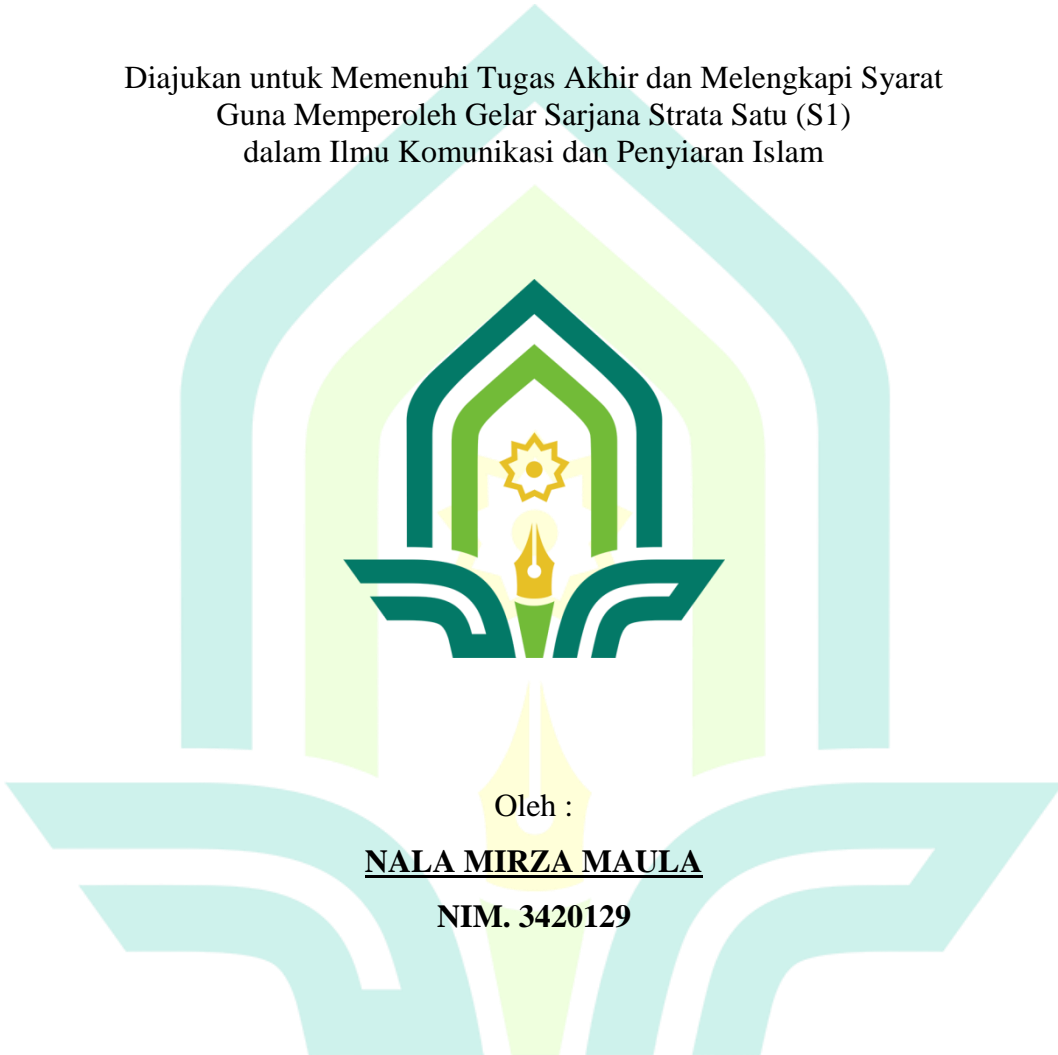 Diajukan untuk Memenuhi Tugas Akhir dan Melengkapi Syarat
Guna Memperoleh Gelar Sarjana Strata Satu (S1)
dalam Ilmu Komunikasi dan Penyiaran Islam
Oleh :
NALA MIRZA MAULA
NIM. 3420129